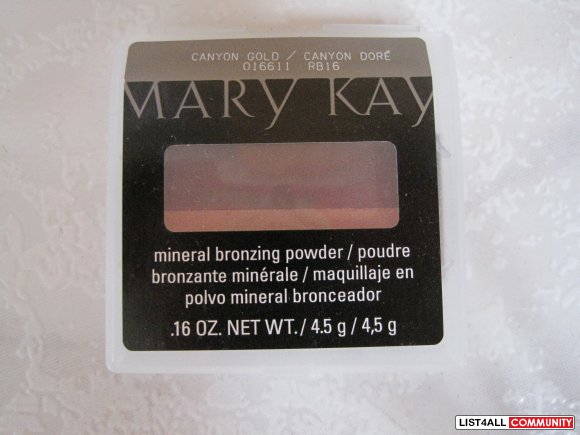 CANYON GOLD / CANYON DORÉ
016611 RB16
MARY KAY
mineral bronzing powder / poudre
bronzante minérale / maquillaje en
polvo mineral bronceador
.16 OZ. NET WT. / 4.5 g / 4,5 g
LIST4ALL COMMUNITY